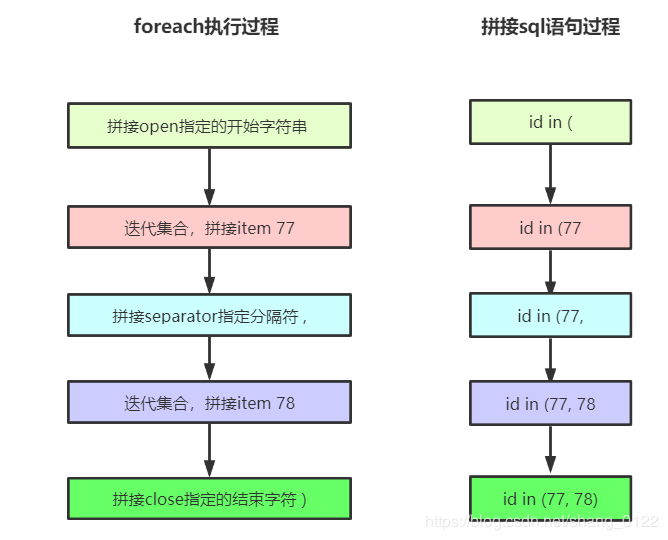 foreach执行过程
拼接sql语句过程
拼接open指定的开始字符串
id in (
迭代集合，拼接item 77
id in (77
拼接separator指定分隔符 ,
id in (77,
迭代集合，拼接item 78
id in (77, 78
拼接close指定的结束字符 )
id in (77, 78)
https://blog.csdn.net/shang_0122